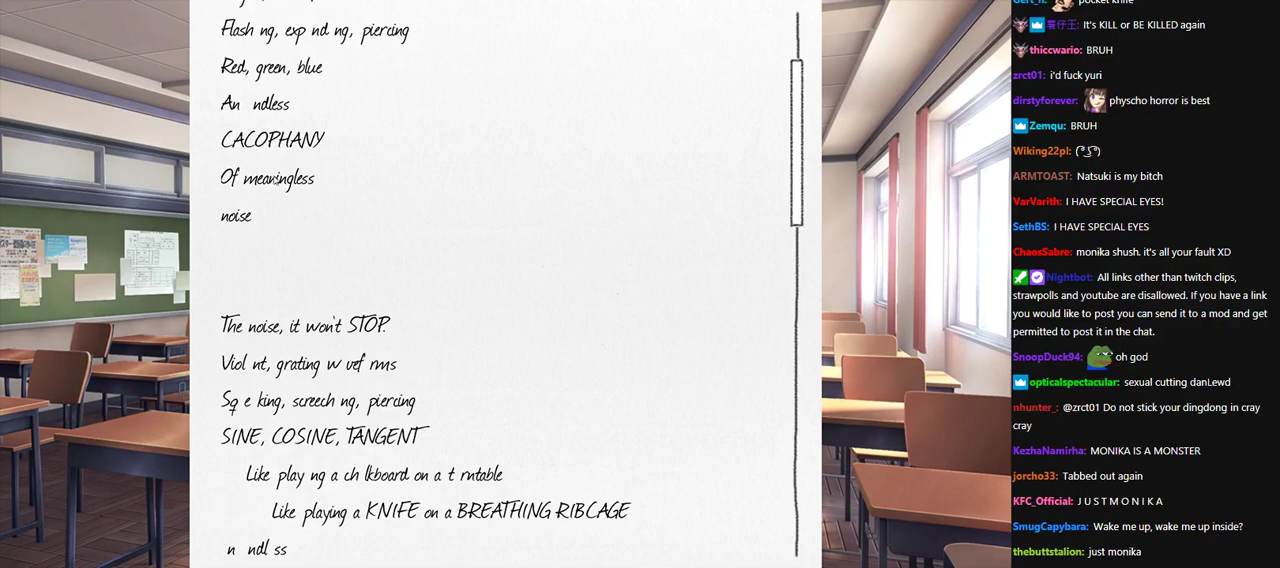 Flash ng, exp nd ng, piercing
Red, green, blue
An ndless
CACOPHANY
Of meaningless
noise
The noise, it won't STOP.
Viol nt, grating w vef rms
Sq e king, screech ng, piercing
SINE, COSINE, TANGENT
Like play ng a ch lkboard on a t rntable
Like playing a KNIFE on a BREATHING RIBCAGE
n ndl ss
pocket knife
薯仔王: It's KILL or BE KILLED again
thiccwario: BRUH
zrct01: i'd fuck yuri
dirstyforever: physcho horror is best
Zemqu: BRUH
Wiking22pl: ( ͡° ͜ʖ ͡°)
ARMTOAST: Natsuki is my bitch
VarVarith: I HAVE SPECIAL EYES!
SethBS: I HAVE SPECIAL EYES
ChaosSabre: monika shush. it's all your fault XD
Nightbot: All links other than twitch clips,
strawpolls and youtube are disallowed. If you have a link
you would like to post you can send it to a mod and get
permitted to post it in the chat.
SnoopDuck94: oh god
opticalspectacular: sexual cutting danLewd
nhunter_: @zrct01 Do not stick your dingdong in cray
cray
KezhaNamirha: MONIKA IS A MONSTER
jorcho33: Tabbed out again
KFC_Official: J U S T M O N I K A
SmugCapybara: Wake me up, wake me up inside?
thebuttstalion: just monika